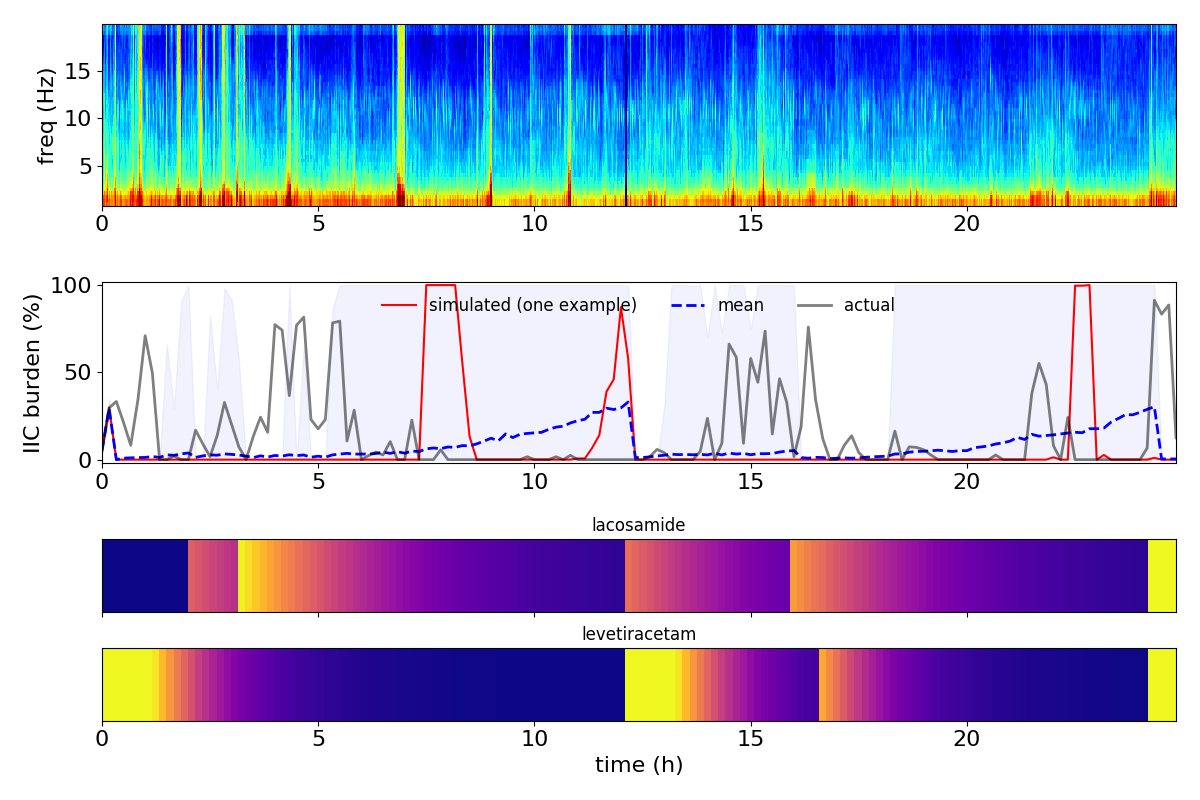 freq (Hz)
15
10
5
0 5 10 15 20
IIC burden (%)
100
50
0
simulated (one example) mean actual
0 5 10 15 20
lacosamide
levetiracetam
0 5 10 15 20
time (h)